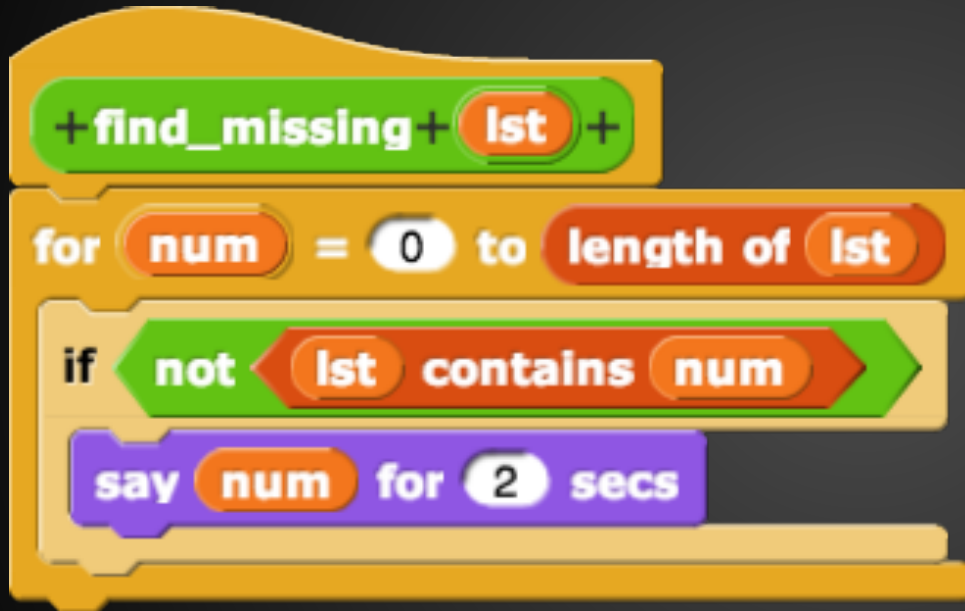 +find_missing+ lst +
for num = 0 to length of lst
if not lst contains num
say num for 2 secs